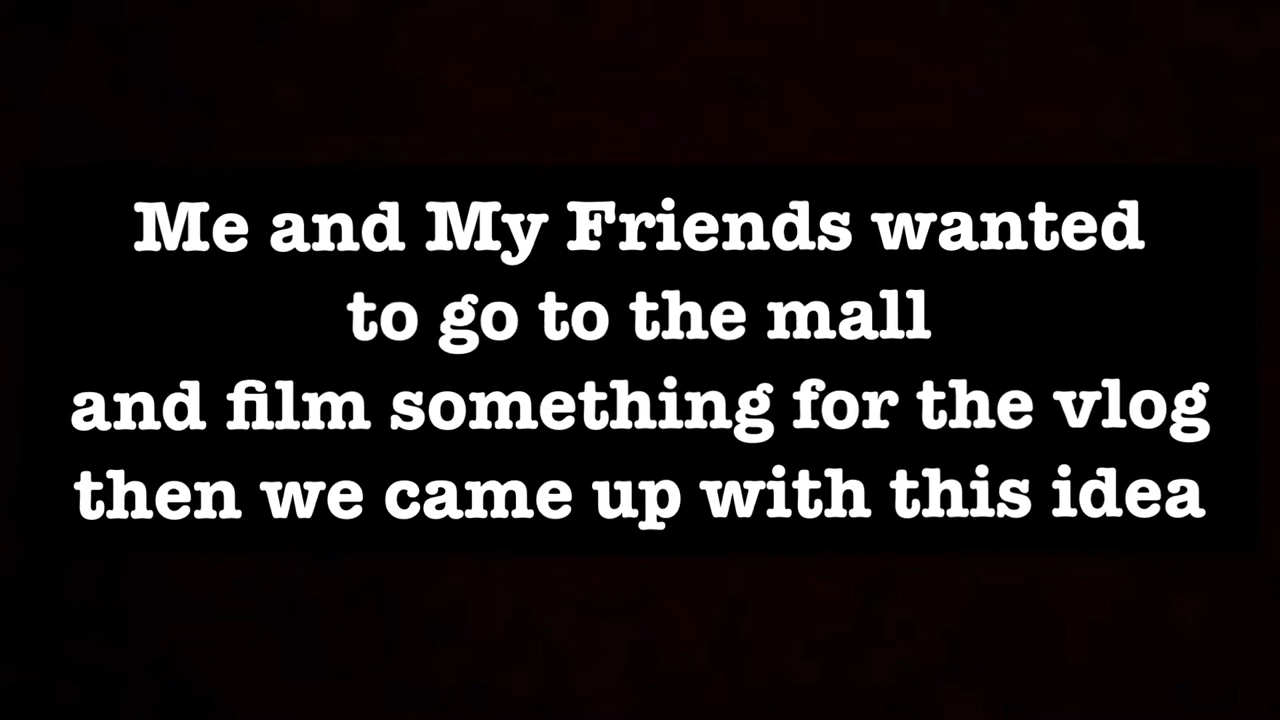 Me and My Friends wanted
to go to the mall
and film something for the vlog
then we came up with this idea